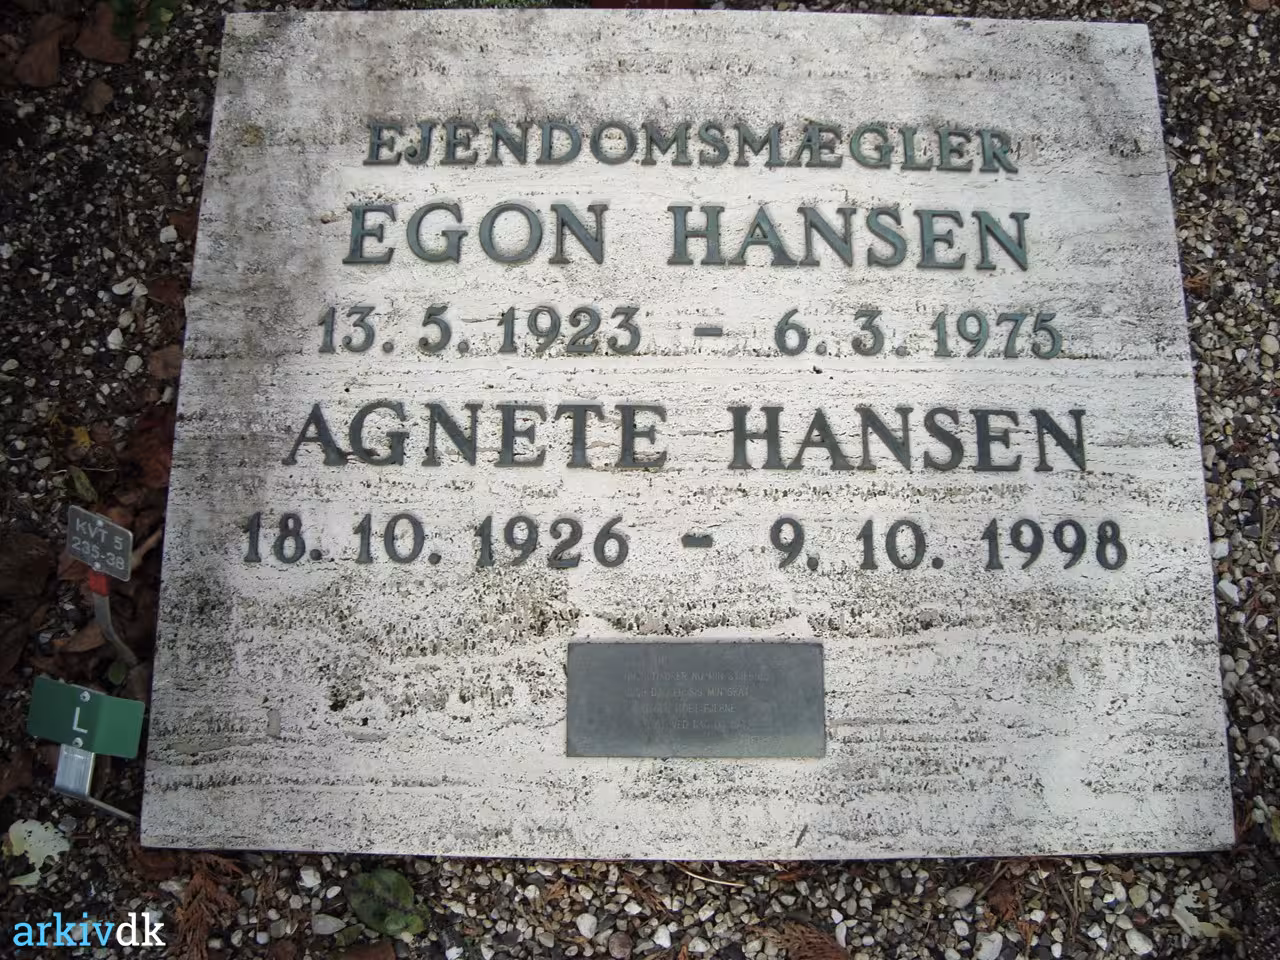 EJENDOMSMÆGLER
EGON HANSEN
13. 5. 1923 - 6. 3. 1975
AGNETE HANSEN
18. 10. 1926 - 9. 10. 1998
KVT 5
235-38
L
arkivdk